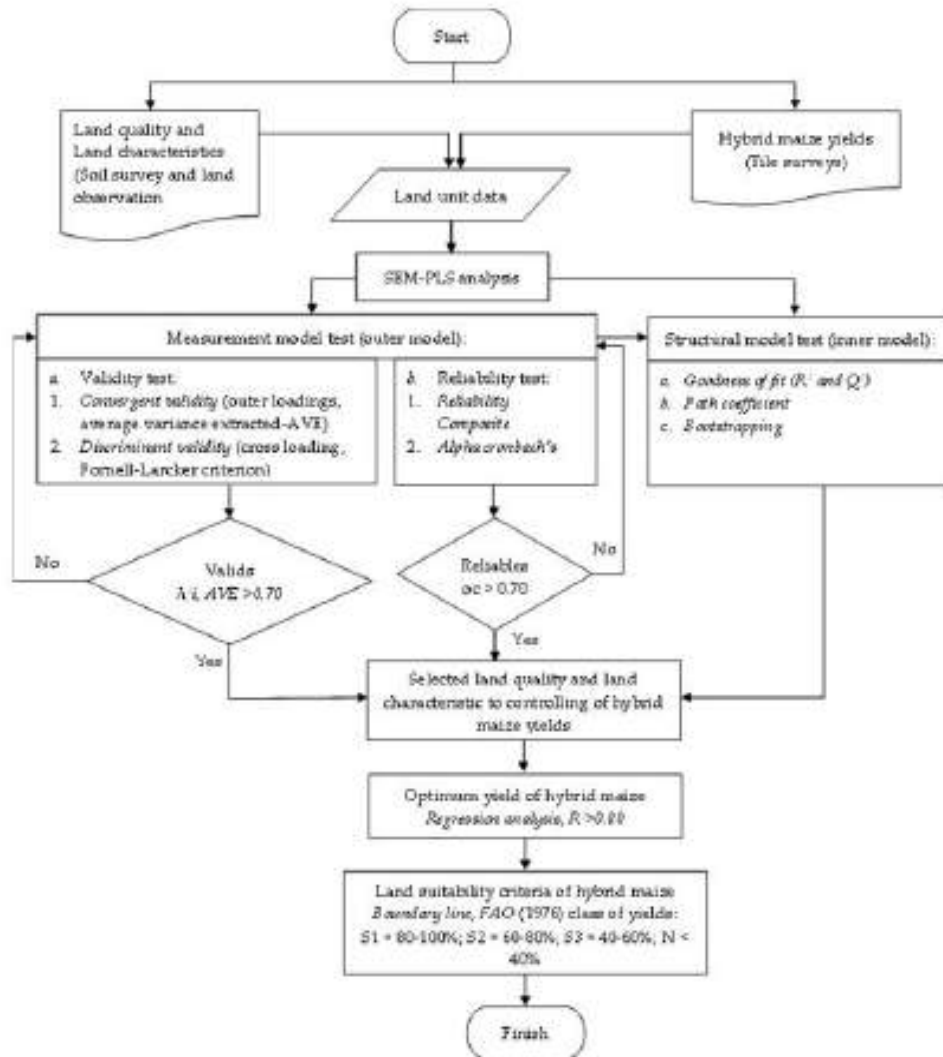 Start
Land quality and
Land characteristics
(Soil survey and land
observation
Hybrid maize yields
(Tile surveys)
Land unit data
SEM-PLS analysis
Measurement model test (outer model):
a. Validity test:
1. Convergent validity (outer loadings,
average variance extracted-AVE)
2. Discriminent validity (cross loading,
Fornell-Larcker criterion)
b. Reliability test:
1. Reliability
Composite
2. Alpha crombach's
Structural model test (inner model):
a. Goodness of fit (R² and Q²)
b. Path coefficient
c. Bootstrapping
No
Valids
λ i, AVE >0.70
Yes
Reliables
αc > 0.70
No
Yes
Selected land quality and land
characteristic to controlling of hybrid
maize yields
Optimum yield of hybrid maize
Regression analysis, R >0.80
Land suitability criteria of hybrid maize
Boundary line, FAO (1976) class of yields:
S1 = 80-100%; S2 = 60-80%; S3 = 40-60%; N <
40%
Finish